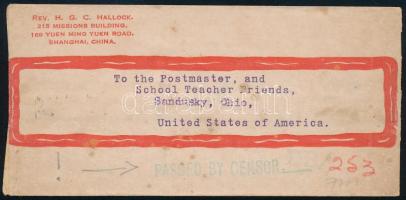 REV. H. G. C. HALLOCK.
215 MISSIONS BUILDING,
169 YUEN MING YUEN ROAD.
SHANGHAI, CHINA.
To the Postmaster, and
School Teacher Friends,
Sandusky, Ohio,
United States of America.
PASSED BY CENSOR
253